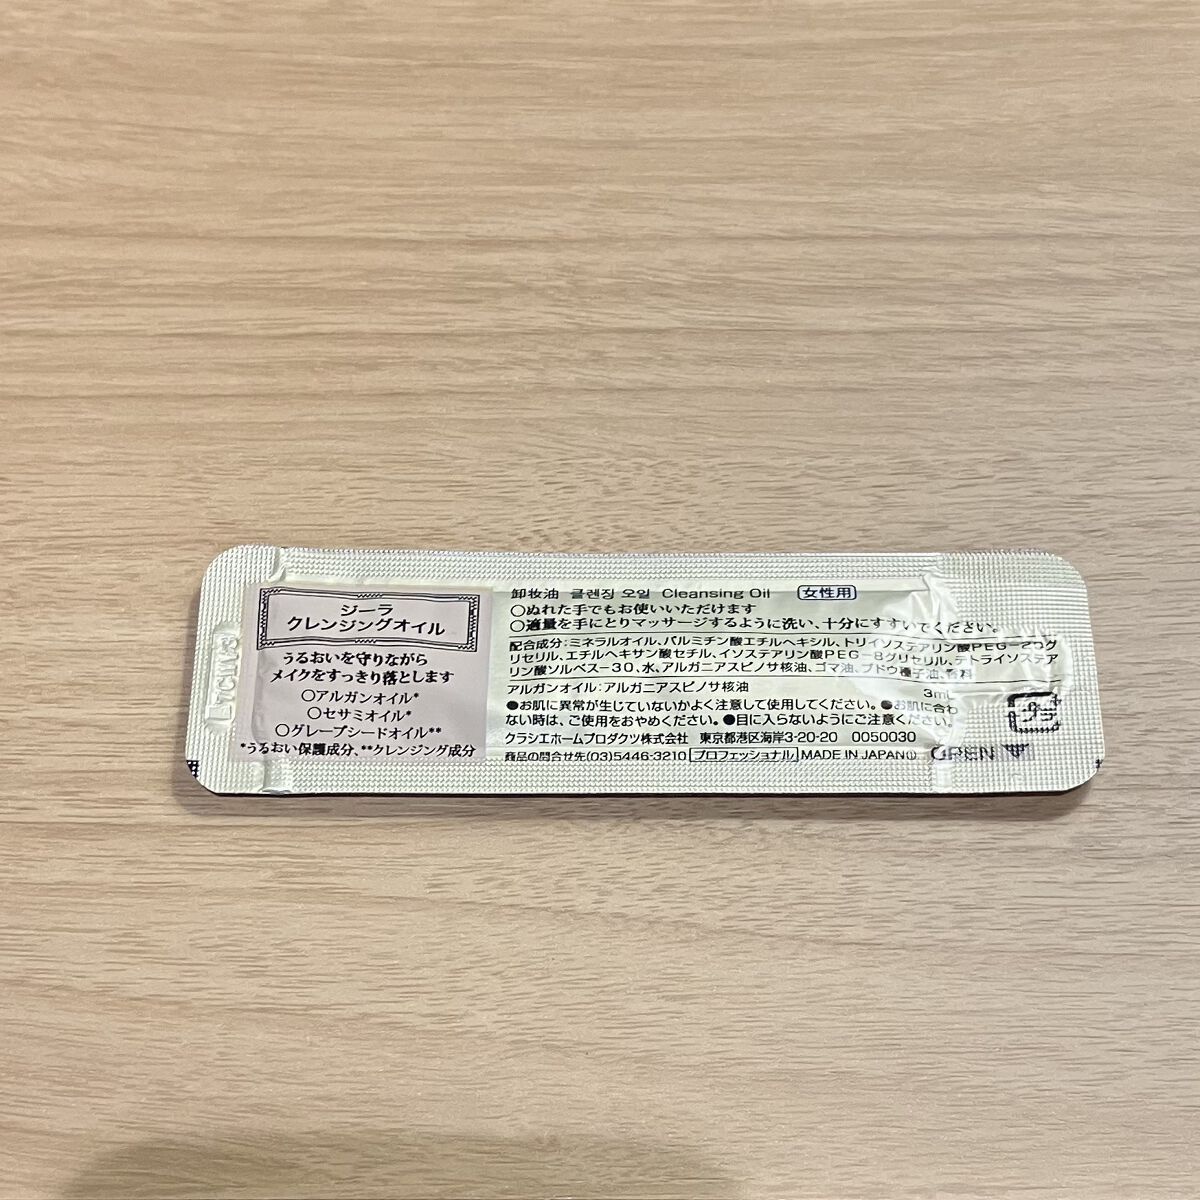 ジーラ
クレンジングオイル
うるおいを守りながら
メイクをすっきり落とします
○アルガンオイル*
○セサミオイル*
○グレープシードオイル**
*うるおい保護成分、**クレンジング成分
卸妆油 클렌징 오일 Cleansing Oil 女性用
○ぬれた手でもお使いいただけます
○適量を手にとりマッサージするように洗い、十分にすすいでください。
配合成分:ミネラルオイル、パルミチン酸エチルヘキシル、トリイソステアリン酸PEG-20グ
リセリル、エチルヘキサン酸セチル、イソステアリン酸PEG-8グリセリル、テトライソステア
リン酸ソルベス-30、水、アルガニアスピノサ核油、ゴマ油、ブドウ種子油、香料
アルガンオイル:アルガニアスピノサ核油 3mL
●お肌に異常が生じていないかよく注意して使用してください。●お肌に合わ
ない時は、ご使用をおやめください。●目に入らないようにご注意ください。
クラシエホームプロダクツ株式会社 東京都港区海岸3-20-20 0050030
商品の問合せ先(03)5446-3210 プロフェッショナル MADE IN JAPAN①
プラ
OPEN